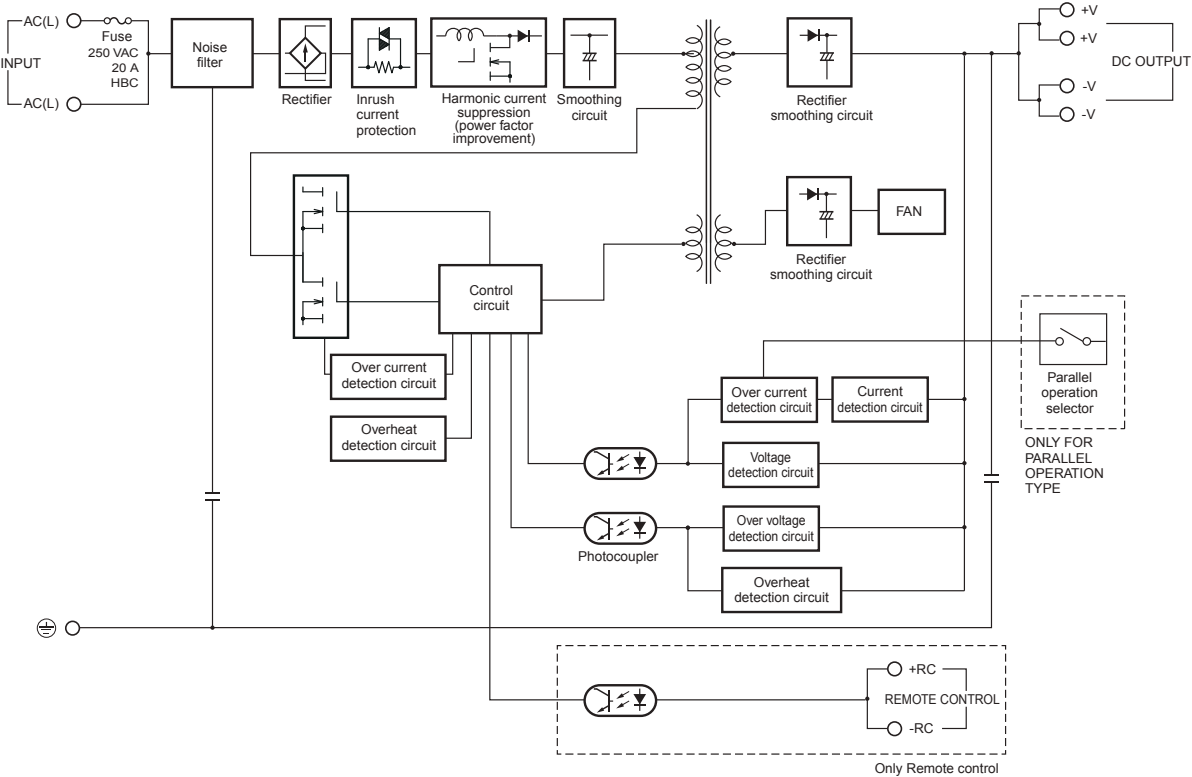 AC(L)
Fuse
250 VAC
20 A
HBC
INPUT
AC(L)
Noise
filter
Rectifier
Inrush
current
protection
Harmonic current
suppression
(power factor
improvement)
Smoothing
circuit
Rectifier
smoothing circuit
+V
+V
DC OUTPUT
-V
-V
Rectifier
smoothing circuit
FAN
Control
circuit
Over current
detection circuit
Overheat
detection circuit
Over current
detection circuit
Current
detection circuit
Parallel
operation
selector
ONLY FOR
PARALLEL
OPERATION
TYPE
Voltage
detection circuit
Over voltage
detection circuit
Photocoupler
Overheat
detection circuit
+RC
REMOTE CONTROL
-RC
Only Remote control